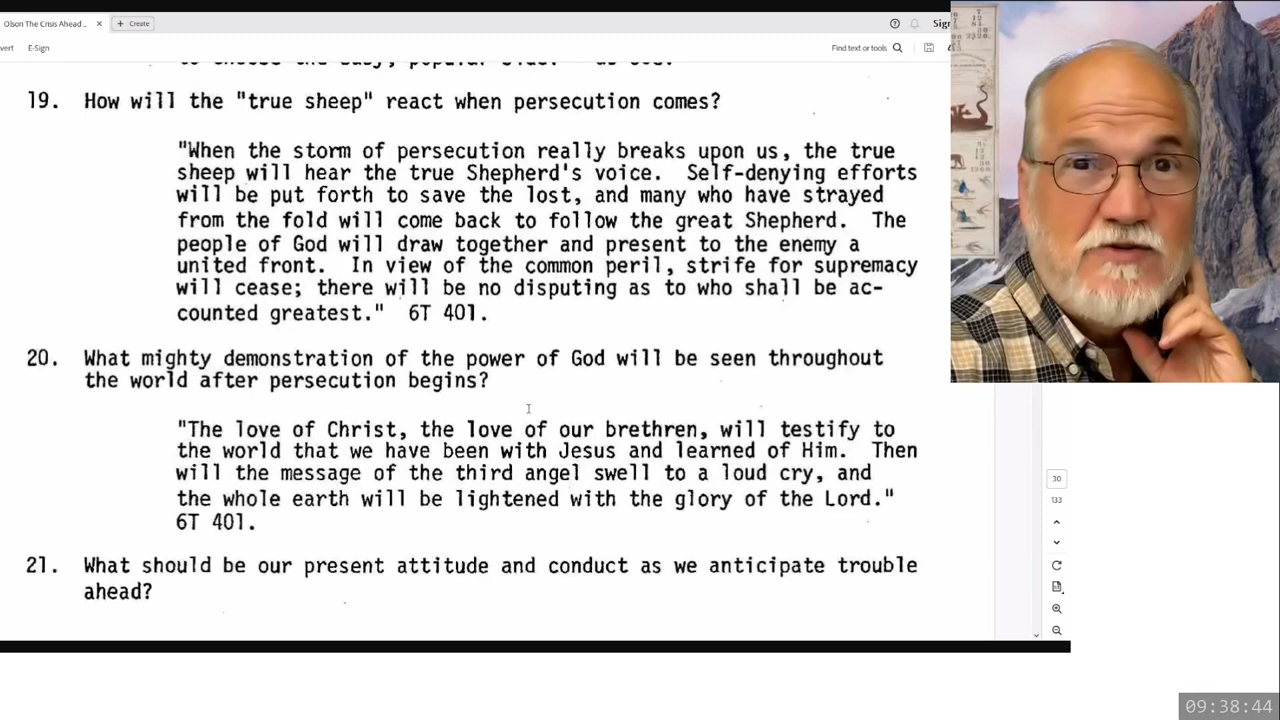 Olson The Crisis Ahead ...
Create
Sign
vert
E-Sign
Find text or tools
19. How will the "true sheep" react when persecution comes?
"When the storm of persecution really breaks upon us, the true
sheep will hear the true Shepherd's voice. Self-denying efforts
will be put forth to save the lost, and many who have strayed
from the fold will come back to follow the great Shepherd. The
people of God will draw together and present to the enemy a
united front. In view of the common peril, strife for supremacy
will cease; there will be no disputing as to who shall be ac-
counted greatest." 6T 401.
20. What mighty demonstration of the power of God will be seen throughout
the world after persecution begins?
"The love of Christ, the love of our brethren, will testify to
the world that we have been with Jesus and learned of Him. Then
will the message of the third angel swell to a loud cry, and
the whole earth will be lightened with the glory of the Lord."
6T 401.
21. What should be our present attitude and conduct as we anticipate trouble
ahead?
30
133
09:38:44